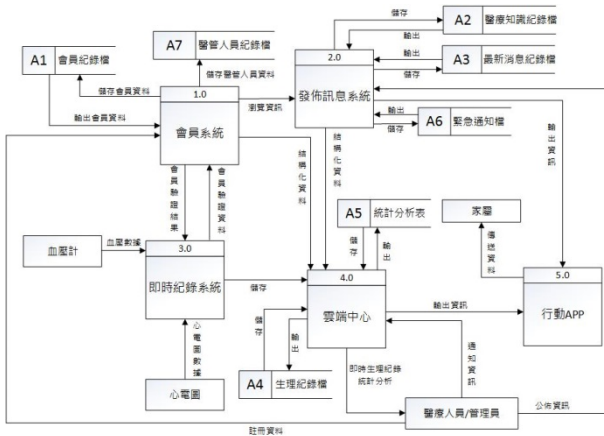 A7 醫管人員紀錄檔
A1 會員紀錄檔
儲存醫管人員資料
儲存會員資料
輸出會員資料
1.0
會員系統
瀏覽資訊
儲存
輸出
A2 醫療知識紀錄檔
2.0
發佈訊息系統
輸出
儲存
A3 最新消息紀錄檔
輸出
儲存
A6 緊急通知檔
結構化資料
結構化資料
輸出資訊
會員驗證結果
會員驗證資料
A5 統計分析表
儲存
輸出
家屬
傳送資料
血壓計
血壓數據
3.0
即時紀錄系統
儲存
4.0
雲端中心
輸出資訊
5.0
行動APP
心電圖數據
心電圖
儲存
輸出
A4 生理紀錄檔
即時生理紀錄
統計分析
通知資訊
醫療人員/管理員
公佈資訊
註冊資料